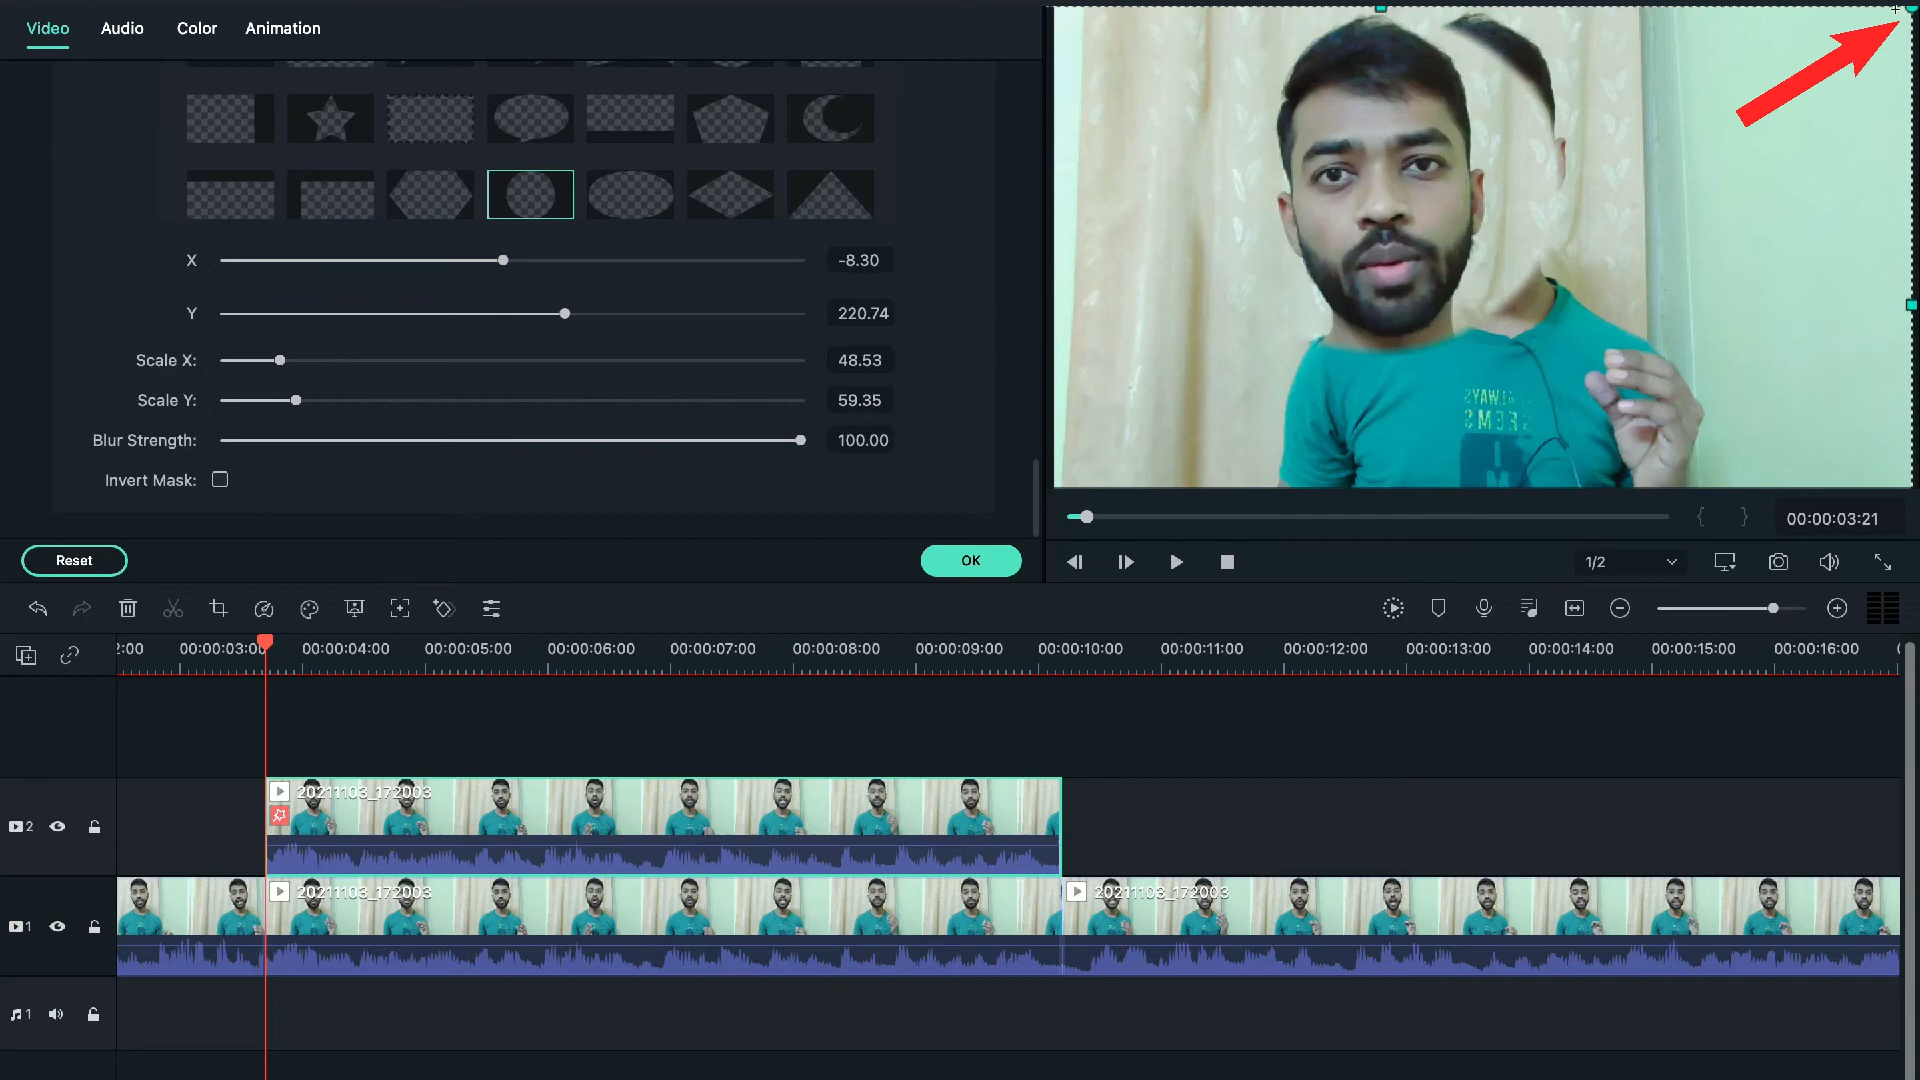 Video Audio Color Animation
X -8.30
Y 220.74
Scale X: 48.53
Scale Y: 59.35
Blur Strength: 100.00
Invert Mask:
Reset OK
00:00:03:21
1/2
2:00 00:00:03:00 00:00:04:00 00:00:05:00 00:00:06:00 00:00:07:00 00:00:08:00 00:00:09:00 00:00:10:00 00:00:11:00 00:00:12:00 00:00:13:00 00:00:14:00 00:00:15:00 00:00:16:00
20211103_172003
2
20211103_172003 20211103_172003
1
1